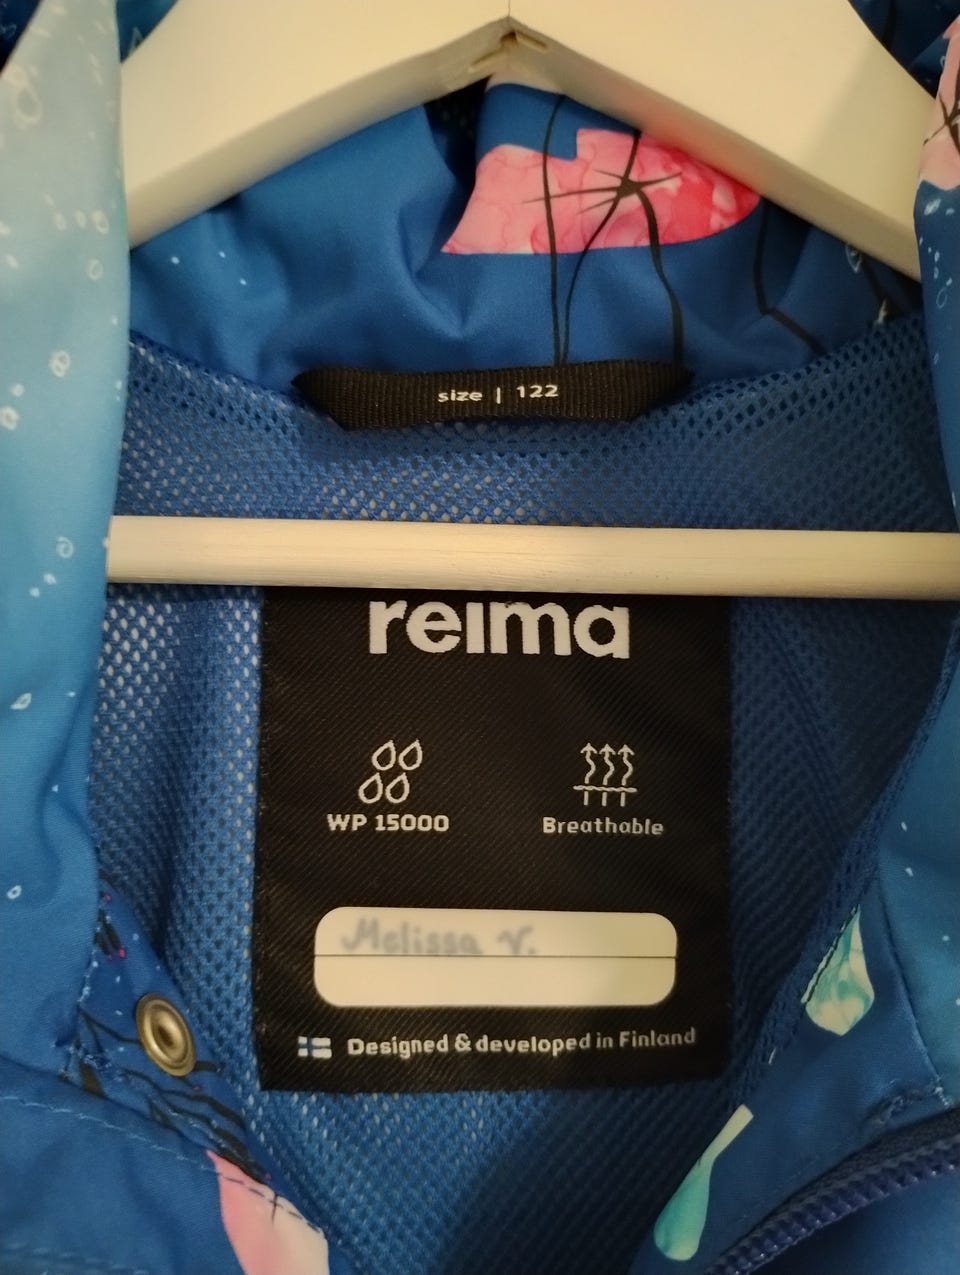 size | 122
reima
WP 15000
Breathable
Melissa V.
Designed & developed in Finland